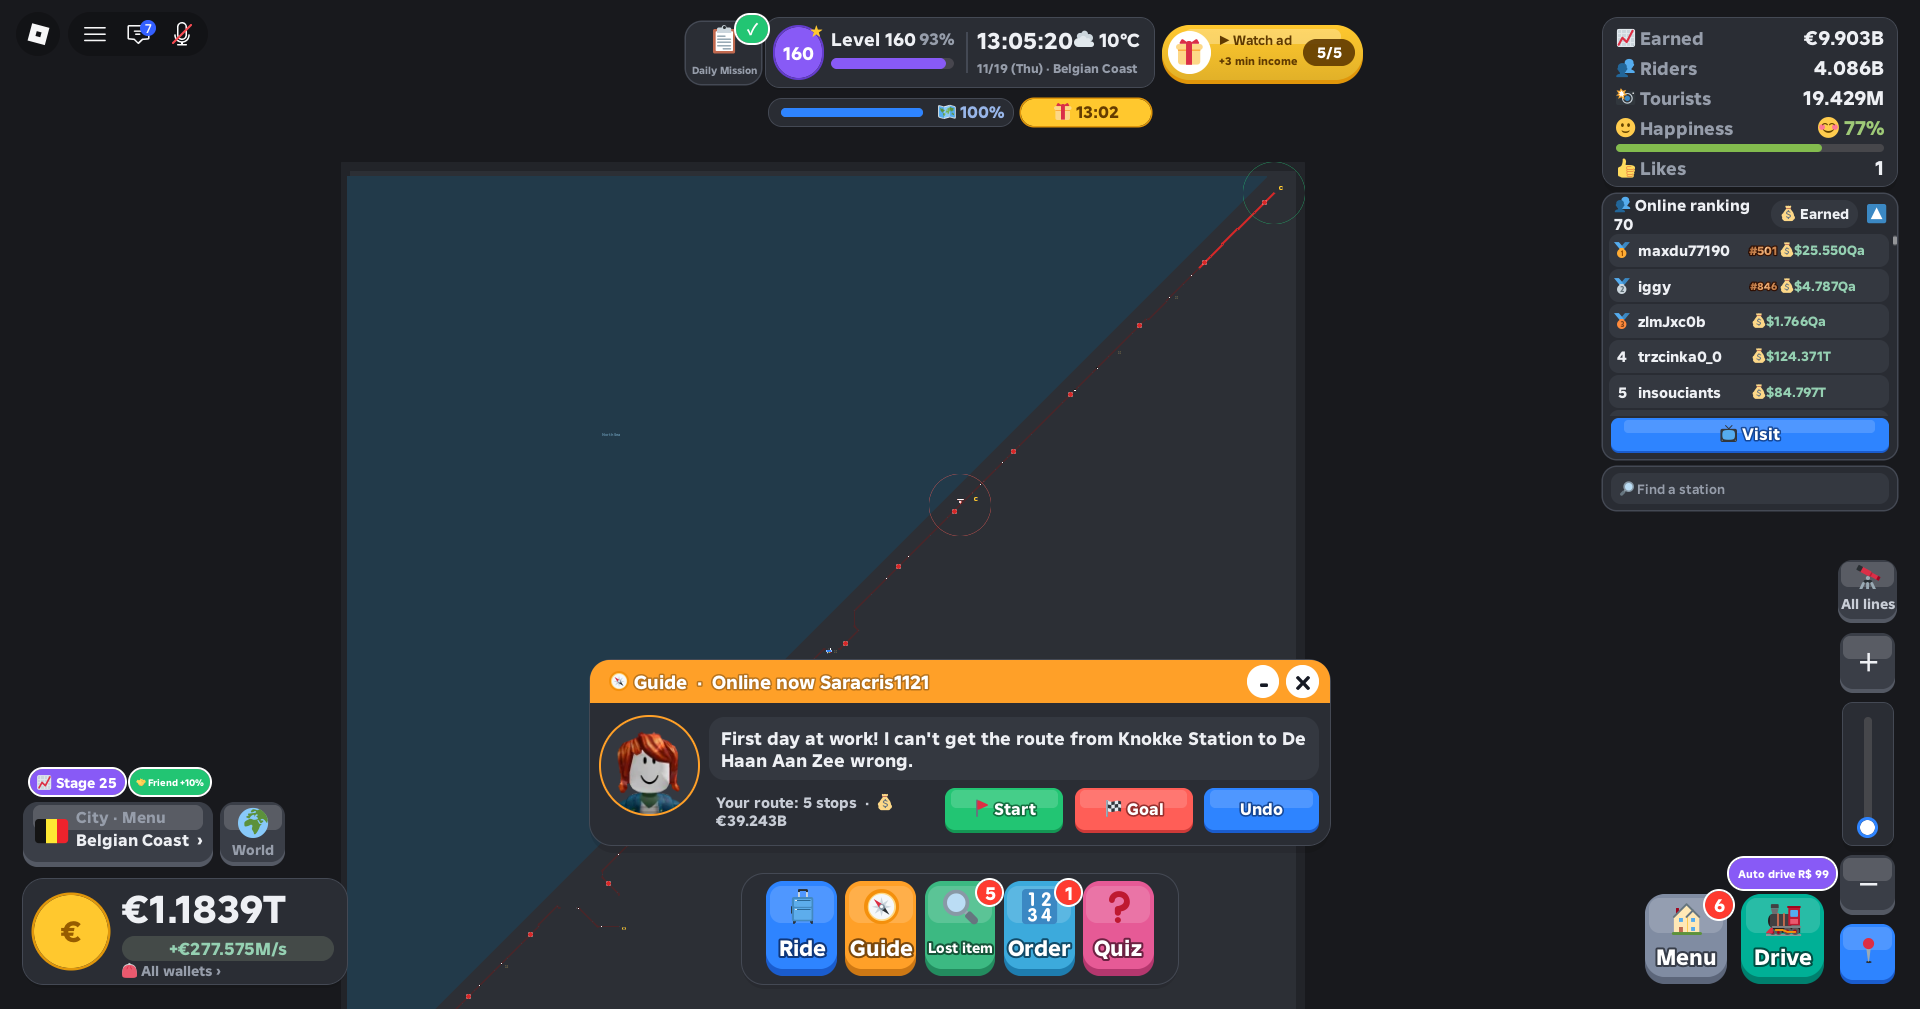 7
Daily Mission
160
Level 160 93%
13:05:20 10°C
11/19 (Thu) · Belgian Coast
▶ Watch ad
+3 min income
5/5
100%
13:02
Earned €9.903B
Riders 4.086B
Tourists 19.429M
Happiness 77%
Likes 1
Online ranking
70
Earned
maxdu77190 #501 $25.550Qa
iggy #846 $4.787Qa
zlmJxc0b $1.766Qa
4 trzcinka0_0 $124.371T
5 insouciants $84.797T
Visit
Find a station
All lines
+
Guide · Online now Saracris1121
First day at work! I can't get the route from Knokke Station to De
Haan Aan Zee wrong.
Your route: 5 stops ·
€39.243B
Start
Goal
Undo
Stage 25
Friend +10%
City · Menu
Belgian Coast ›
World
€
€1.1839T
+€277.575M/s
All wallets ›
Ride
Guide
5
Lost item
1
1 2
3 4
Order
?
Quiz
Auto drive R$ 99
6
Menu
Drive
−